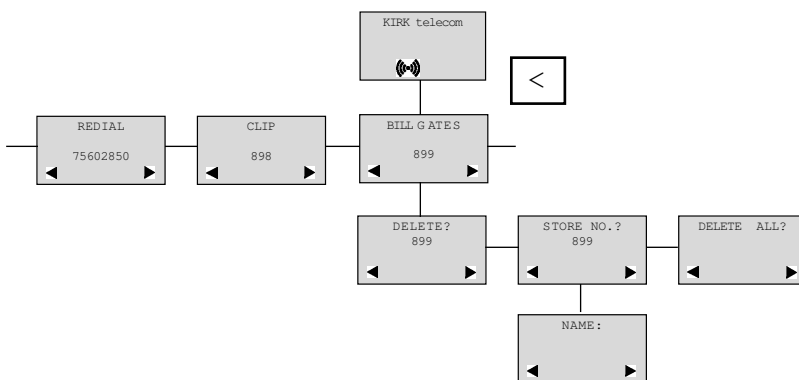 KIRK telecom
<
REDIAL
75602850
CLIP
898
BILL GATES
899
DELETE?
899
STORE NO.?
899
DELETE ALL?
NAME: